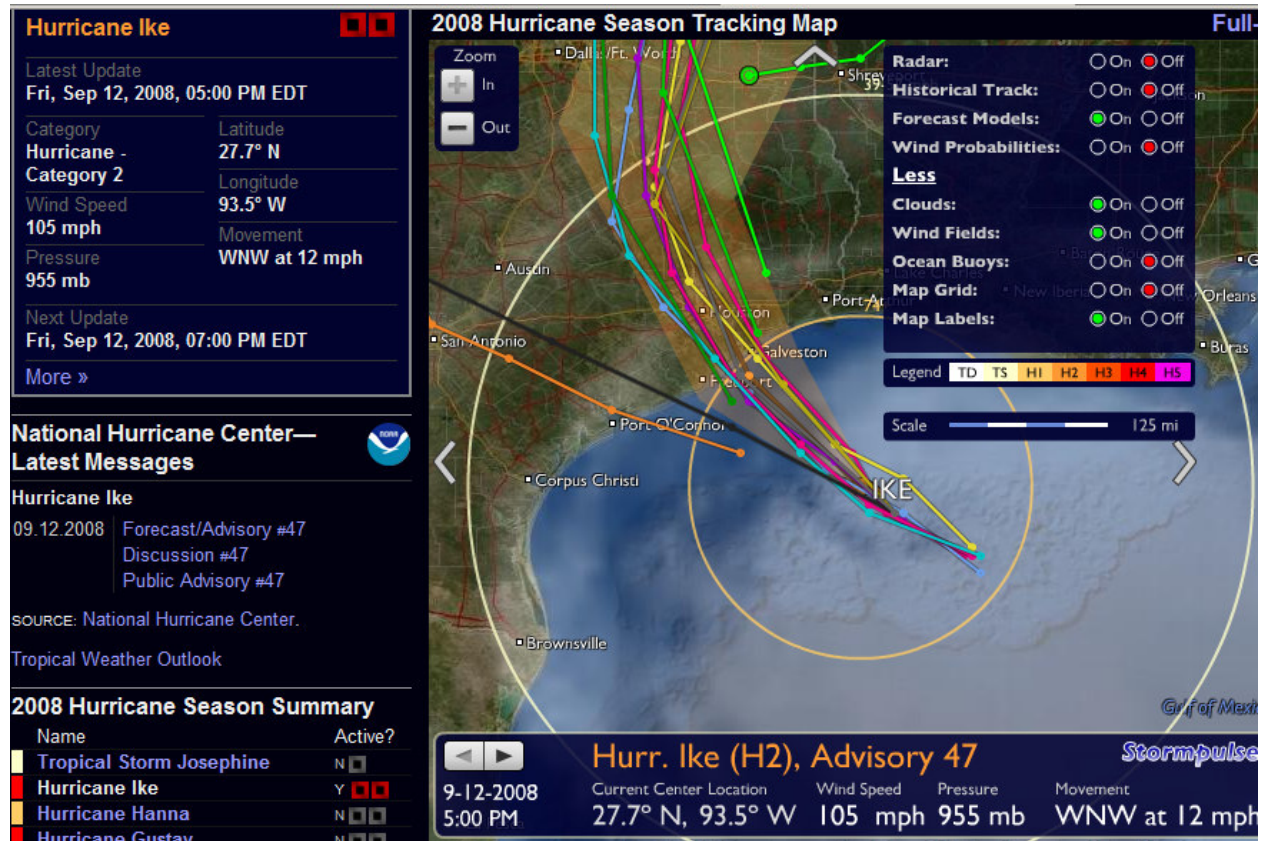 Hurricane Ike
Latest Update
Fri, Sep 12, 2008, 05:00 PM EDT
Category
Hurricane -
Category 2
Latitude
27.7° N
Longitude
93.5° W
Wind Speed
105 mph
Movement
WNW at 12 mph
Pressure
955 mb
Next Update
Fri, Sep 12, 2008, 07:00 PM EDT
More »
National Hurricane Center—
Latest Messages
NOAA
Hurricane Ike
09.12.2008
Forecast/Advisory #47
Discussion #47
Public Advisory #47
SOURCE: National Hurricane Center.
Tropical Weather Outlook
2008 Hurricane Season Summary
Name Active?
Tropical Storm Josephine N
Hurricane Ike Y
Hurricane Hanna N
Hurricane Gustav N
2008 Hurricane Season Tracking Map
Full-
Zoom
In
Out
Radar: On Off
Historical Track: On Off
Forecast Models: On Off
Wind Probabilities: On Off
Less
Clouds: On Off
Wind Fields: On Off
Ocean Buoys: On Off
Map Grid: On Off
Map Labels: On Off
Legend TD TS H1 H2 H3 H4 H5
Scale 125 mi
Austin
Lake Charles
New Iberia
Orleans
Houston
San Antonio
Galveston
Buras
Freeport
Port O'Connor
Corpus Christi
IKE
Brownsville
Hurr. Ike (H2), Advisory 47
Stormpulse
9-12-2008
5:00 PM
Current Center Location
27.7° N, 93.5° W
Wind Speed
105 mph
Pressure
955 mb
Movement
WNW at 12 mph